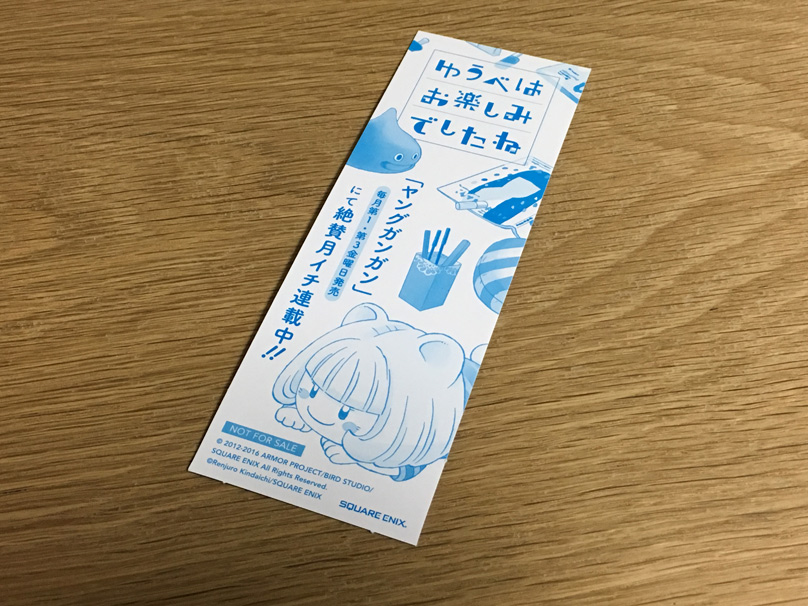 ゆうべは
お楽しみ
でしたね
「ヤングガンガン」
毎月第1・第3金曜日発売
にて絶賛月イチ連載中!!
NOT FOR SALE
© 2012-2016 ARMOR PROJECT/BIRD STUDIO/
SQUARE ENIX All Rights Reserved.
©Renjuro Kindaichi/SQUARE ENIX
SQUARE ENIX.